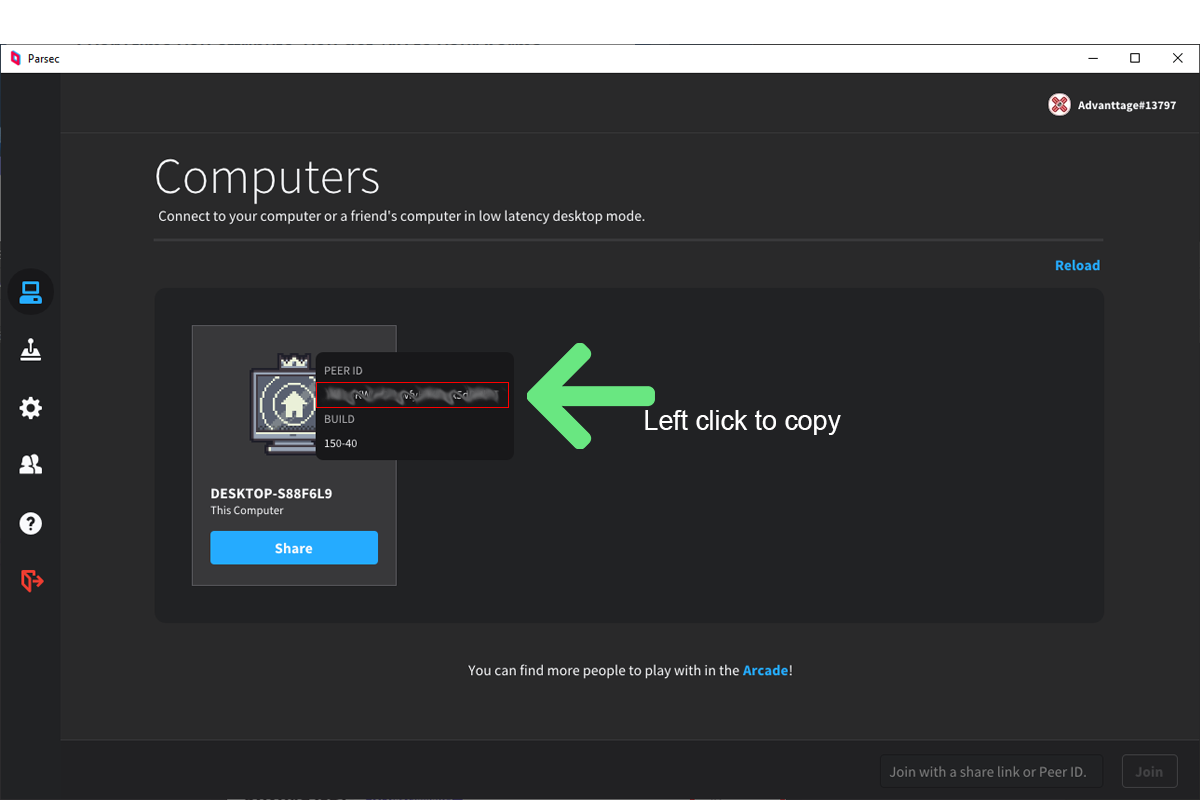 Parsec
Advanttage#13797
Computers
Connect to your computer or a friend's computer in low latency desktop mode.
Reload
PEER ID
BUILD
150-40
Left click to copy
DESKTOP-S88F6L9
This Computer
Share
You can find more people to play with in the Arcade!
Join with a share link or Peer ID.
Join